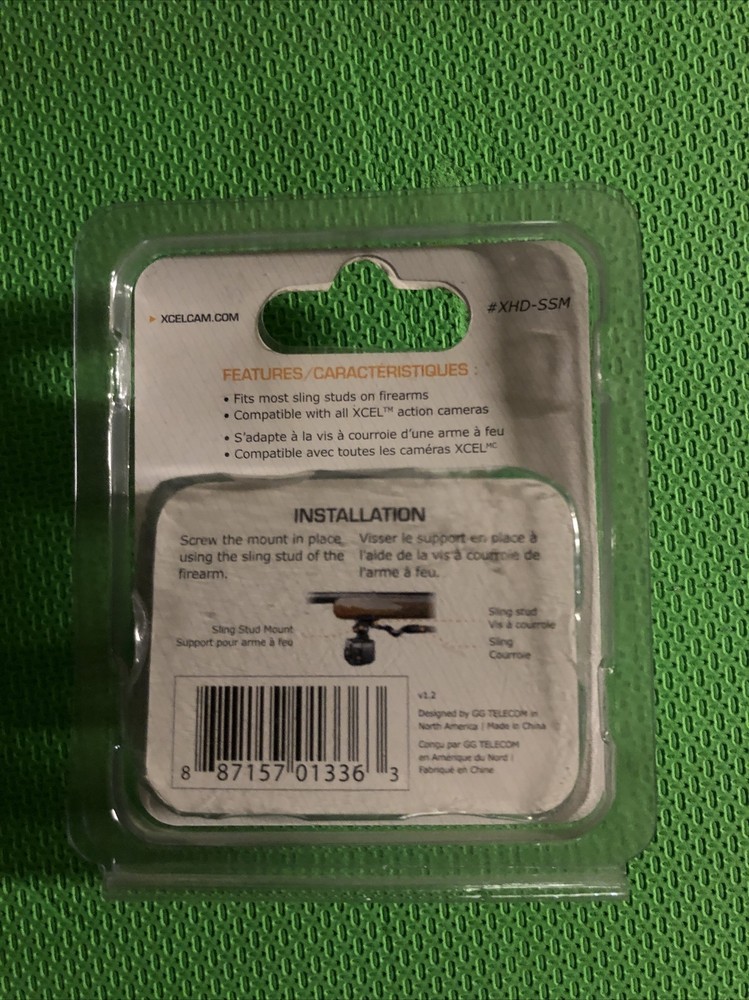 XCELCAM.COM
#XHD-SSM
FEATURES/CARACTÉRISTIQUES :
• Fits most sling studs on firearms
• Compatible with all XCEL™ action cameras
• S'adapte à la vis à courroie d'une arme à feu
• Compatible avec toutes les caméras XCELᴹᶜ
INSTALLATION
Screw the mount in place
using the sling stud of the
firearm.
Visser le support en place à
l'aide de la vis à courroie de
l'arme à feu.
Sling Stud Mount
Support pour arme à feu
Sling stud
Vis à courroie
Sling
Courroie
v1.2
Designed by GG TELECOM in
North America | Made in China
Conçu par GG TELECOM
en Amérique du Nord |
Fabriqué en Chine
8 87157 01336 3